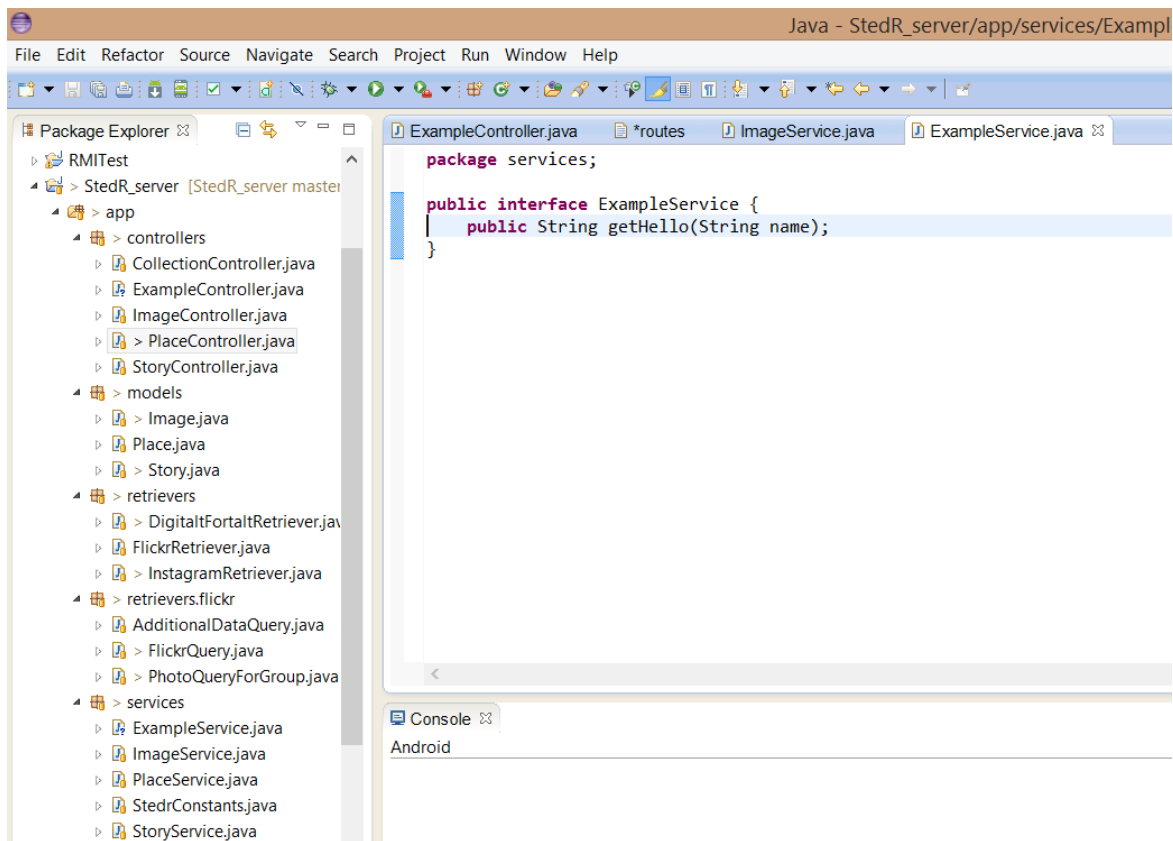 Java - StedR_server/app/services/Exampl
File Edit Refactor Source Navigate Search Project Run Window Help
Package Explorer
ExampleController.java *routes ImageService.java ExampleService.java
RMITest
> StedR_server [StedR_server master
> app
> controllers
CollectionController.java
ExampleController.java
ImageController.java
> PlaceController.java
StoryController.java
> models
> Image.java
Place.java
> Story.java
> retrievers
> DigitaltFortaltRetriever.jav
FlickrRetriever.java
> InstagramRetriever.java
> retrievers.flickr
AdditionalDataQuery.java
> FlickrQuery.java
> PhotoQueryForGroup.java
> services
ExampleService.java
ImageService.java
PlaceService.java
StedrConstants.java
StoryService.java
package services;
public interface ExampleService {
public String getHello(String name);
}
Console
Android